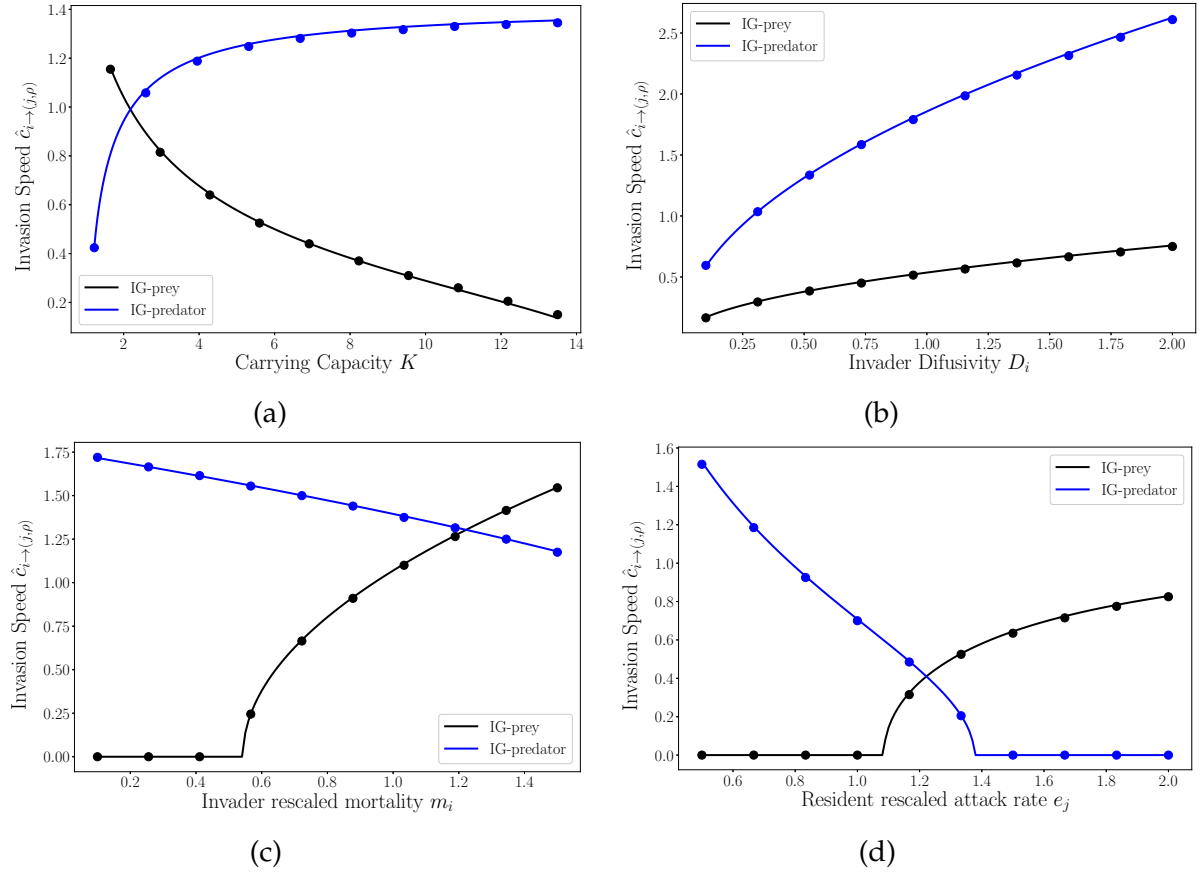 1.4
1.2
1.0
0.8
0.6
0.4
0.2
Invasion Speed ĉ_{i→(j,ρ)}
IG-prey
IG-predator
2 4 6 8 10 12 14
Carrying Capacity K
(a)
2.5
2.0
1.5
1.0
0.5
Invasion Speed ĉ_{i→(j,ρ)}
IG-prey
IG-predator
0.25 0.50 0.75 1.00 1.25 1.50 1.75 2.00
Invader Difusivity D_i
(b)
1.75
1.50
1.25
1.00
0.75
0.50
0.25
0.00
Invasion Speed ĉ_{i→(j,ρ)}
IG-prey
IG-predator
0.2 0.4 0.6 0.8 1.0 1.2 1.4
Invader rescaled mortality m_i
(c)
1.6
1.4
1.2
1.0
0.8
0.6
0.4
0.2
0.0
Invasion Speed ĉ_{i→(j,ρ)}
IG-prey
IG-predator
0.6 0.8 1.0 1.2 1.4 1.6 1.8 2.0
Resident rescaled attack rate e_j
(d)